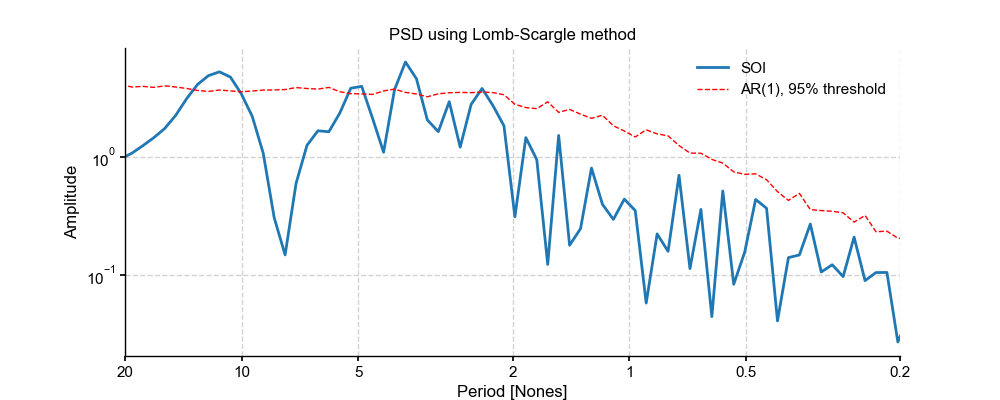 PSD using Lomb-Scargle method
SOI
AR(1), 95% threshold
Amplitude
10⁰
10⁻¹
20 10 5 2 1 0.5 0.2
Period [Nones]